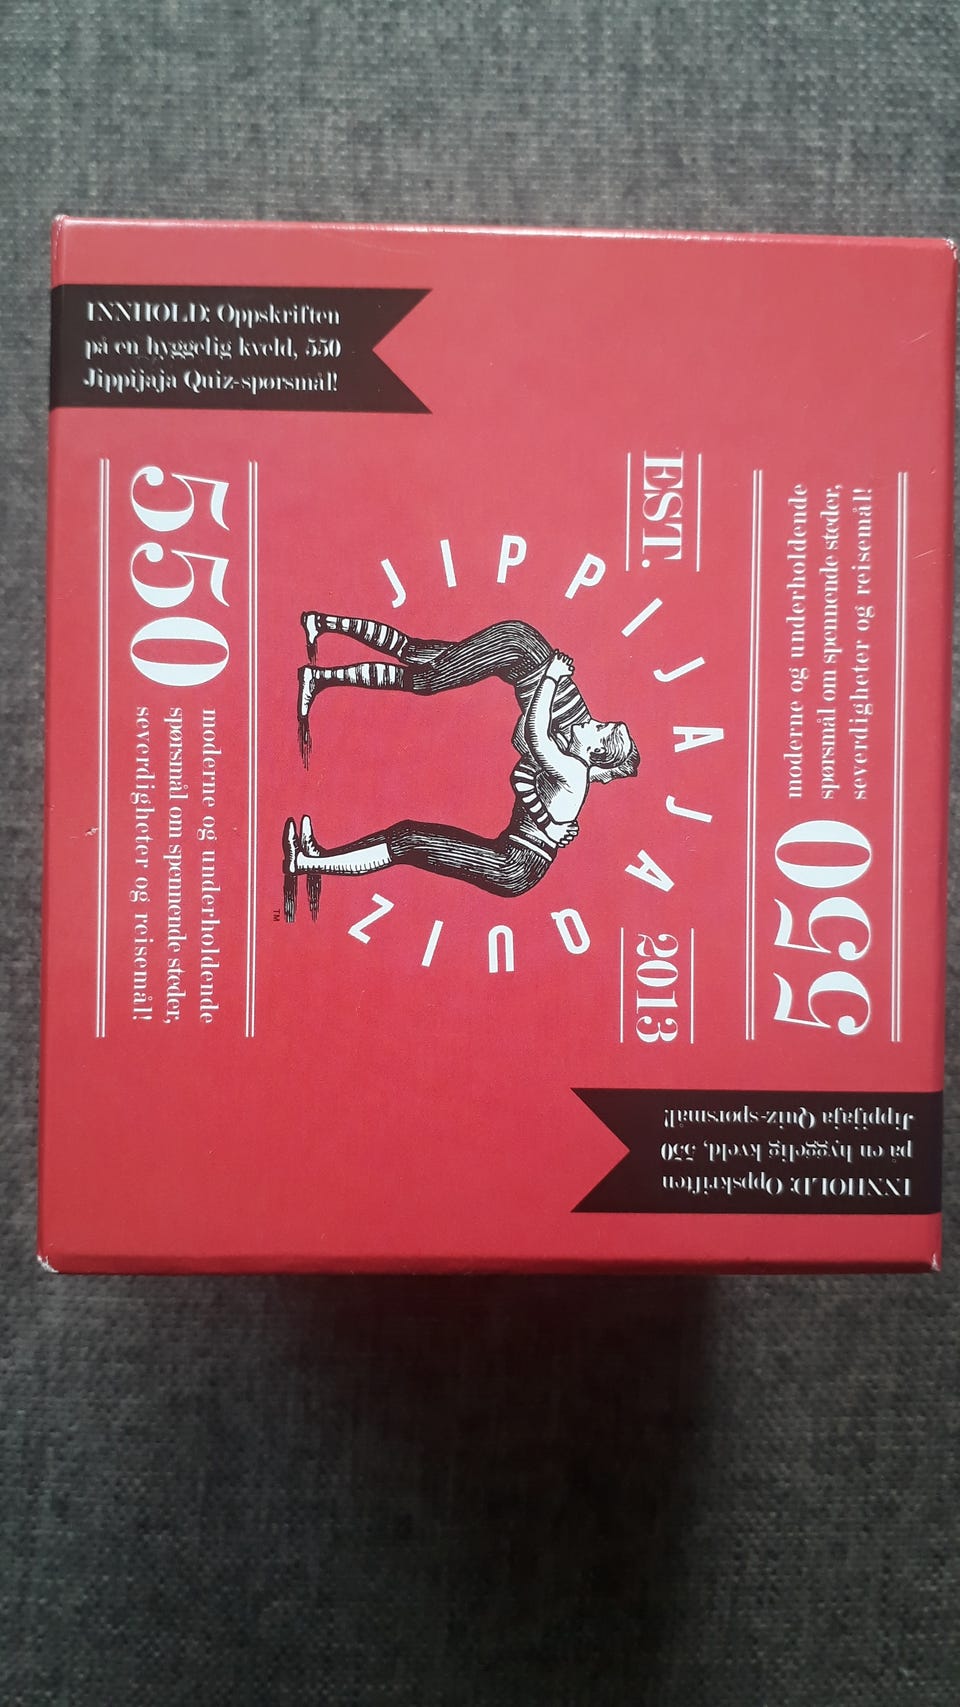 INNHOLD: Oppskriften
på en hyggelig kveld, 550
Jippijaja Quiz-spørsmål!
EST.
2013
JIPPIJAJA
QUIZ
TM
550
moderne og underholdende
spørsmål om spennende steder,
severdigheter og reisemål!
550
moderne og underholdende
spørsmål om spennende steder,
severdigheter og reisemål!
INNHOLD: Oppskriften
på en hyggelig kveld, 550
Jippijaja Quiz-spørsmål!